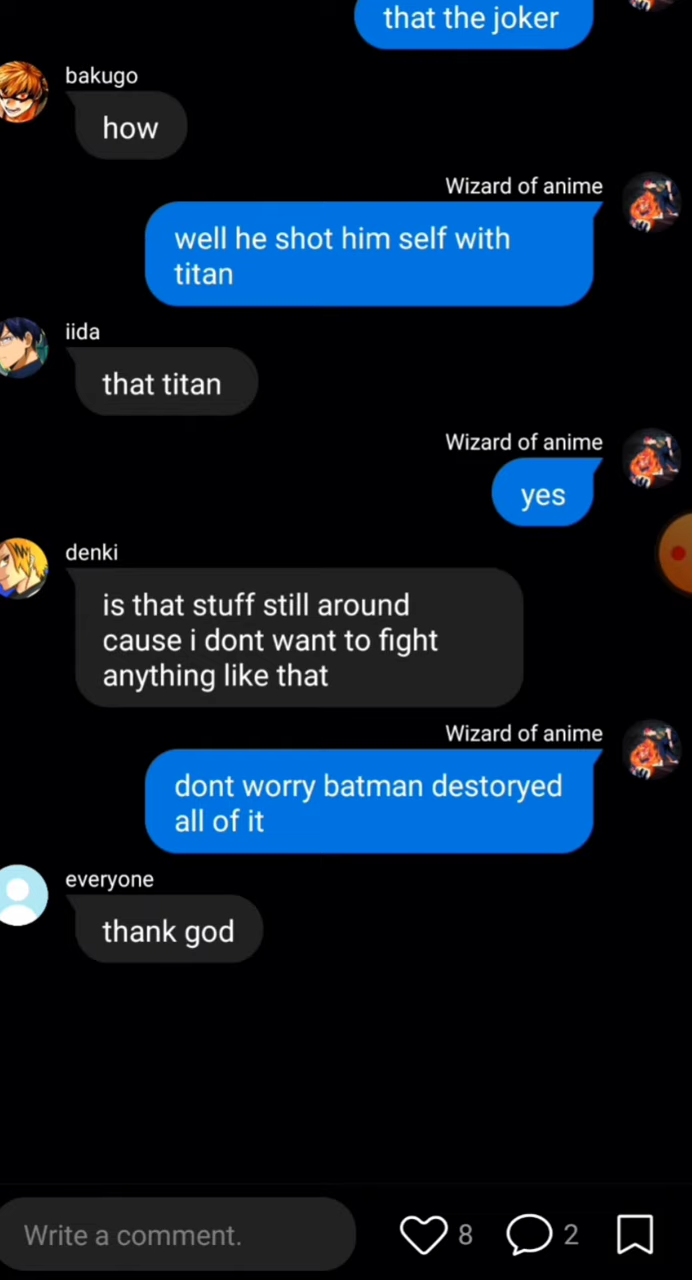 that the joker
bakugo
how
Wizard of anime
well he shot him self with
titan
iida
that titan
Wizard of anime
yes
denki
is that stuff still around
cause i dont want to fight
anything like that
Wizard of anime
dont worry batman destoryed
all of it
everyone
thank god
Write a comment.
8
2